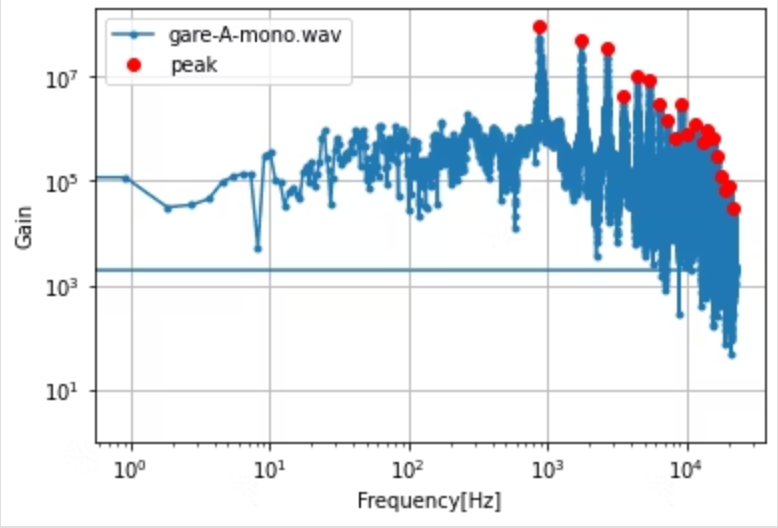 gare-A-mono.wav
peak
10⁷
10⁵
10³
10¹
Gain
10⁰ 10¹ 10² 10³ 10⁴
Frequency[Hz]